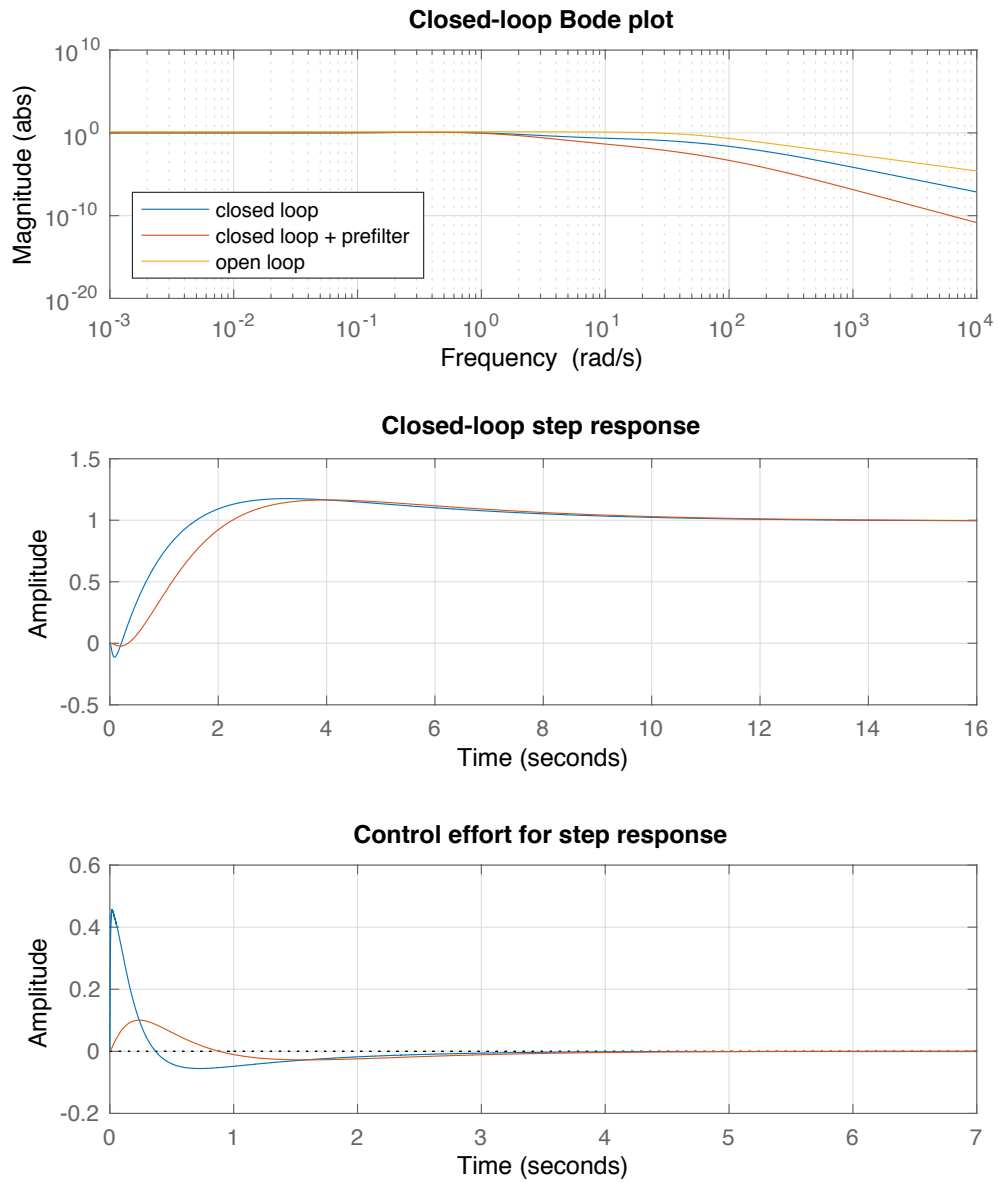 Closed-loop Bode plot
Magnitude (abs)
10^10
10^0
10^-10
10^-20
closed loop
closed loop + prefilter
open loop
10^-3 10^-2 10^-1 10^0 10^1 10^2 10^3 10^4
Frequency (rad/s)
Closed-loop step response
Amplitude
1.5
1
0.5
0
-0.5
0 2 4 6 8 10 12 14 16
Time (seconds)
Control effort for step response
Amplitude
0.6
0.4
0.2
0
-0.2
0 1 2 3 4 5 6 7
Time (seconds)